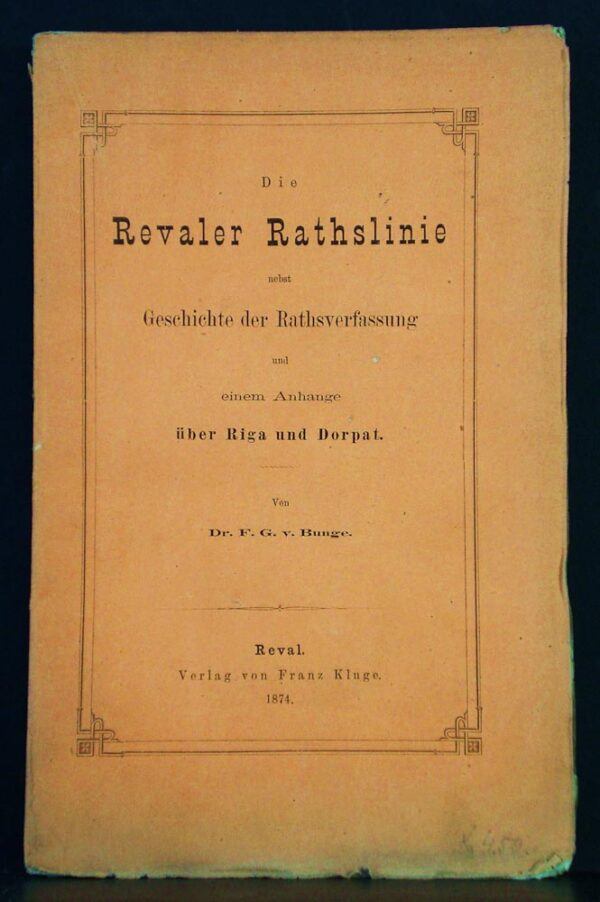 Die
Revaler Rathslinie
nebst
Geschichte der Rathsverfassung
und
einem Anhange
über Riga und Dorpat.
Von
Dr. F. G. v. Bunge.
Reval.
Verlag von Franz Kluge.
1874.